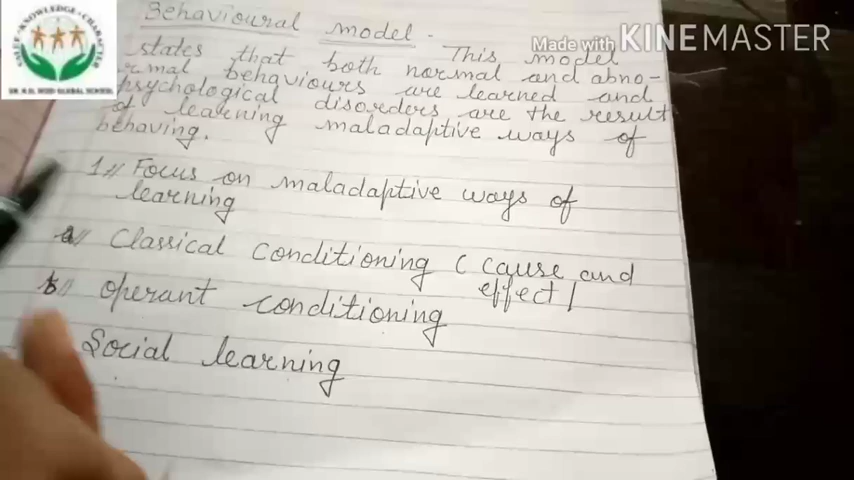 Behavioural model -
This model
states that both normal and abno-
rmal behaviours are learned and
psychological disorders are the result
of learning maladaptive ways of
behaving.
1// Focus on maladaptive ways of
learning
a// Classical conditioning ( cause and
effect )
b// Operant conditioning
Social learning
Made with KINEMASTER